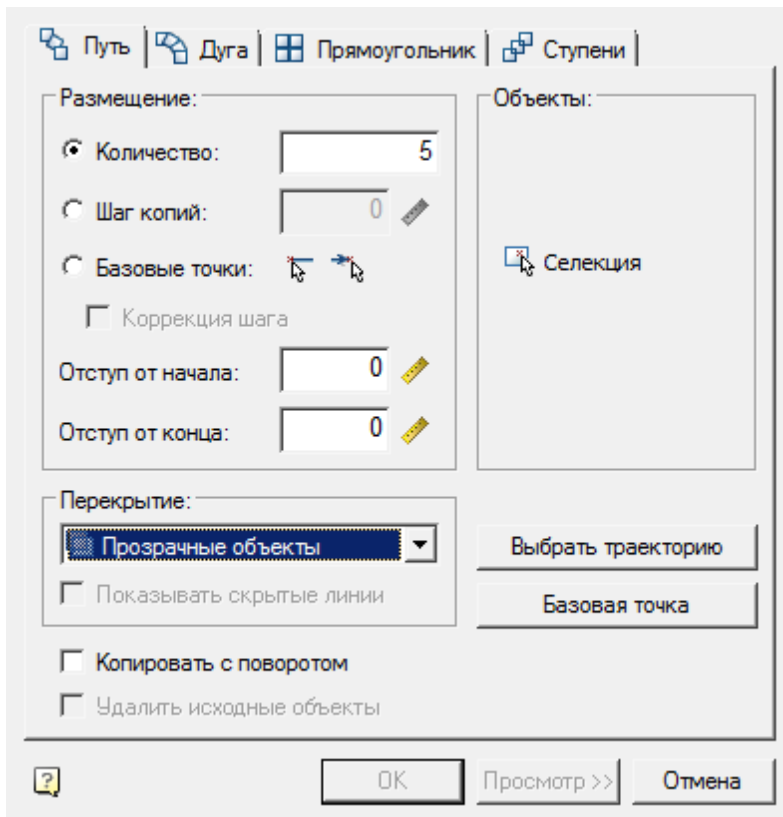 Путь Дуга Прямоугольник Ступени
Размещение: Объекты:
Количество: 5
Шаг копий: 0
Базовые точки:
Селекция
Коррекция шага
Отступ от начала: 0
Отступ от конца: 0
Перекрытие:
Прозрачные объекты
Выбрать траекторию
Показывать скрытые линии
Базовая точка
Копировать с поворотом
Удалить исходные объекты
? OK Просмотр >> Отмена